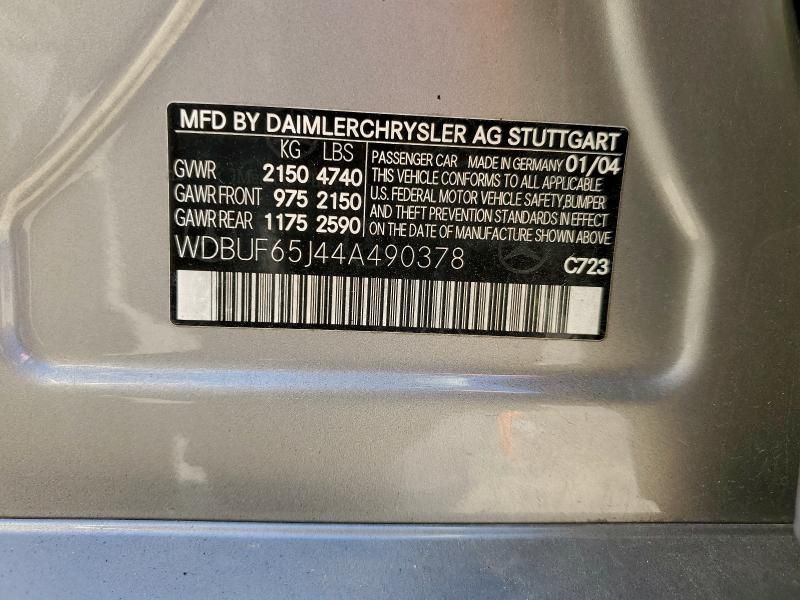 MFD BY DAIMLERCHRYSLER AG STUTTGART
KG LBS
GVWR 2150 4740
GAWR FRONT 975 2150
GAWR REAR 1175 2590
PASSENGER CAR MADE IN GERMANY 01/04
THIS VEHICLE CONFORMS TO ALL APPLICABLE
U.S. FEDERAL MOTOR VEHICLE SAFETY,BUMPER
AND THEFT PREVENTION STANDARDS IN EFFECT
ON THE DATE OF MANUFACTURE SHOWN ABOVE
WDBUF65J44A490378
C723